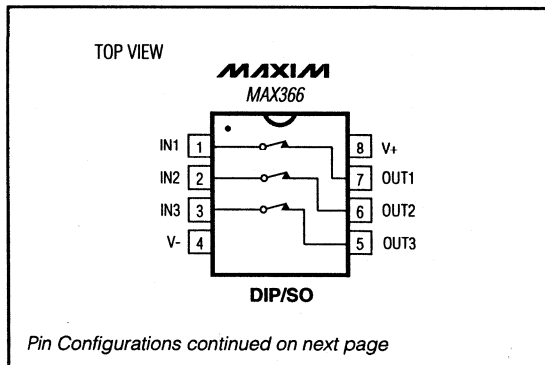 TOP VIEW
MAXIM
MAX366
IN1 1 8 V+
IN2 2 7 OUT1
IN3 3 6 OUT2
V- 4 5 OUT3
DIP/SO
Pin Configurations continued on next page